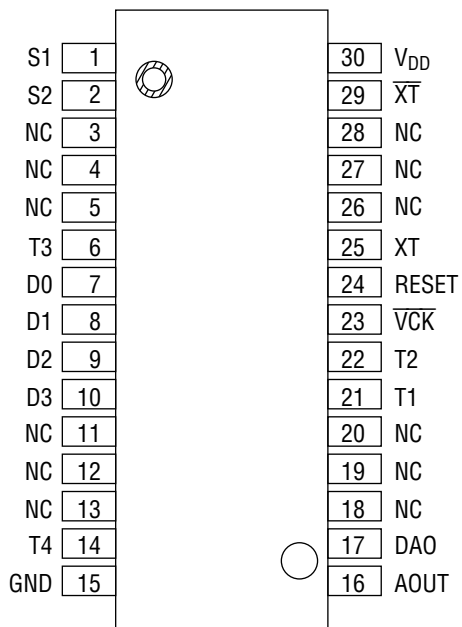 S1 1 30 V_DD
S2 2 29 X̅T̅
NC 3 28 NC
NC 4 27 NC
NC 5 26 NC
T3 6 25 XT
D0 7 24 RESET
D1 8 23 V̅C̅K̅
D2 9 22 T2
D3 10 21 T1
NC 11 20 NC
NC 12 19 NC
NC 13 18 NC
T4 14 17 DAO
GND 15 16 AOUT